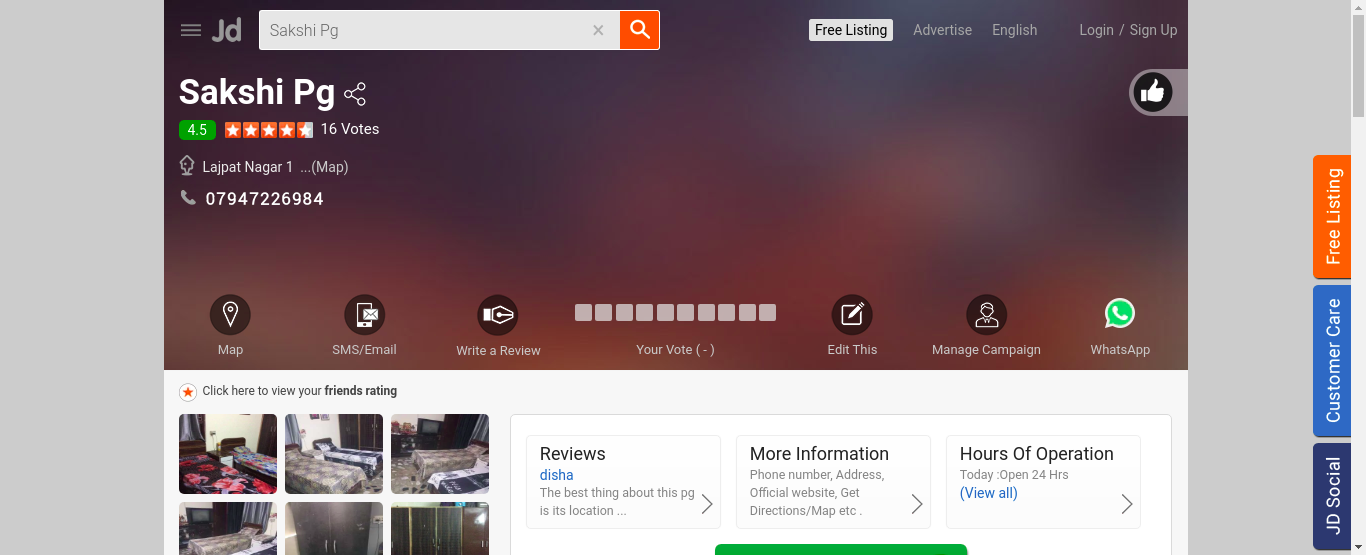 Jd
Sakshi Pg
Free Listing
Advertise
English
Login / Sign Up
Sakshi Pg
4.5 16 Votes
Lajpat Nagar 1 ...(Map)
07947226984
Map
SMS/Email
Write a Review
Your Vote ( - )
Edit This
Manage Campaign
WhatsApp
Click here to view your friends rating
Reviews
disha
The best thing about this pg
is its location ...
More Information
Phone number, Address,
Official website, Get
Directions/Map etc .
Hours Of Operation
Today :Open 24 Hrs
(View all)
Free Listing
Customer Care
JD Social